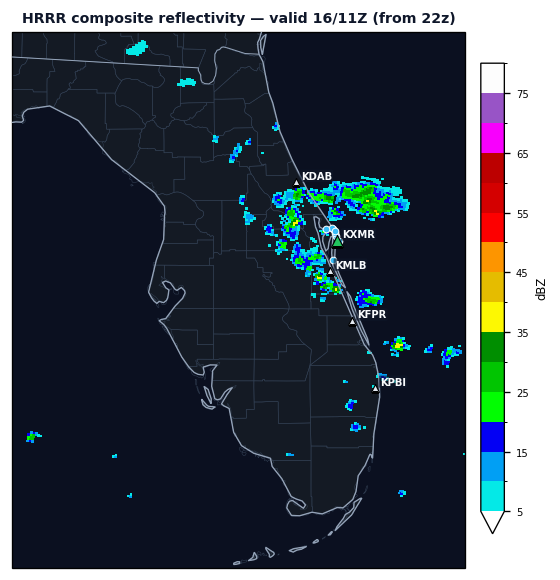 HRRR composite reflectivity — valid 16/11Z (from 22z)
KDAB
KXMR
KMLB
KFPR
KPBI
75
65
55
45
35
25
15
5
dBZ